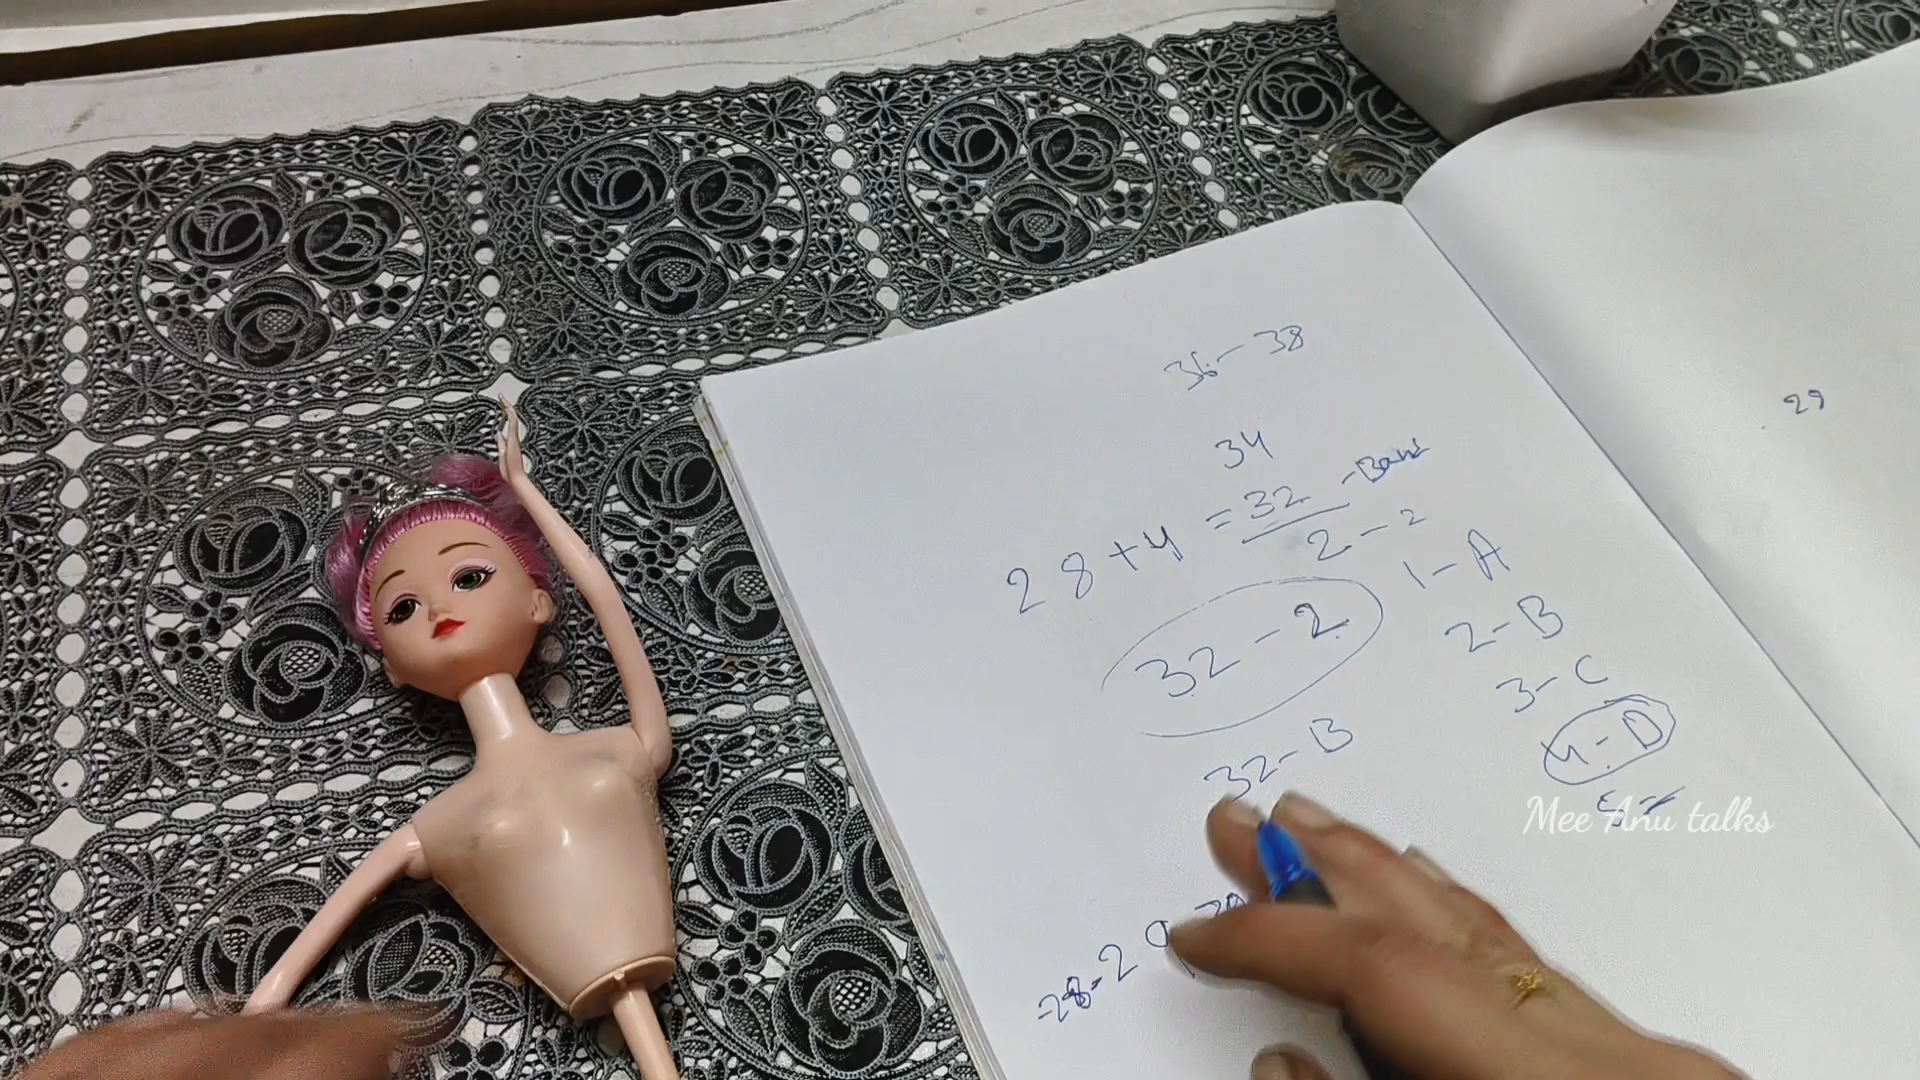 36-38
34
28+4=32 -Band
2-2
32-2
32-B
1-A
2-B
3-C
4-D
29
Mee Anu talks